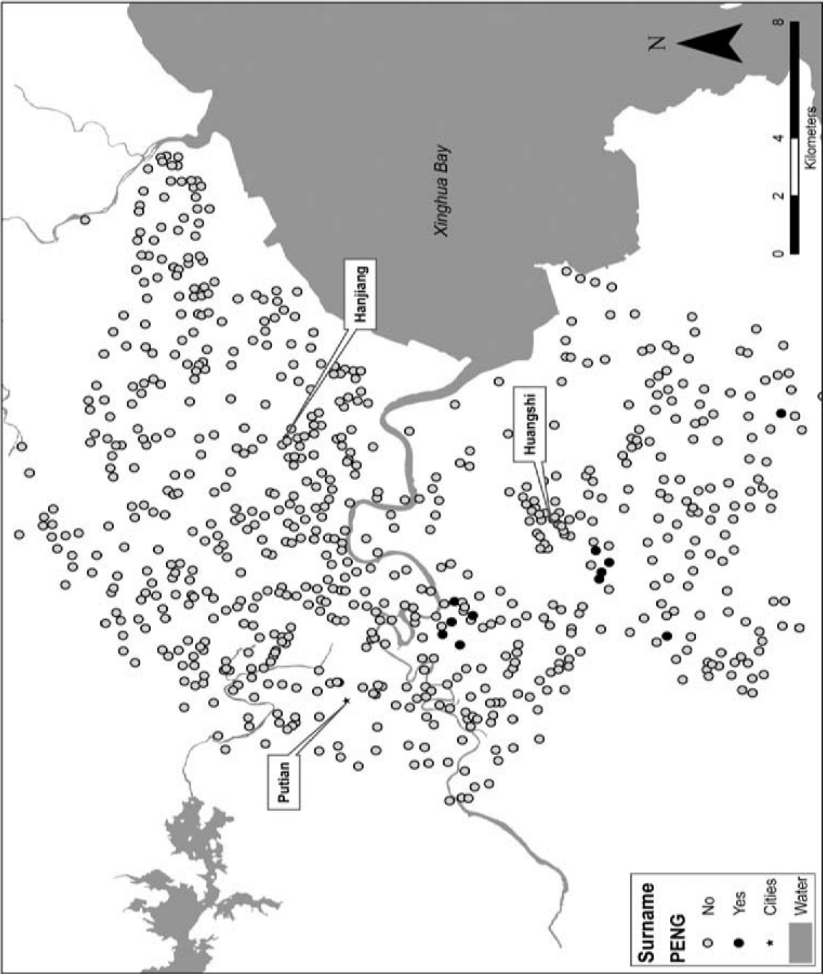 Xinghua Bay
Hanjiang
Huangshi
Putian
N
0 2 4 8
Kilometers
Surname
PENG
No
Yes
Cities
Water